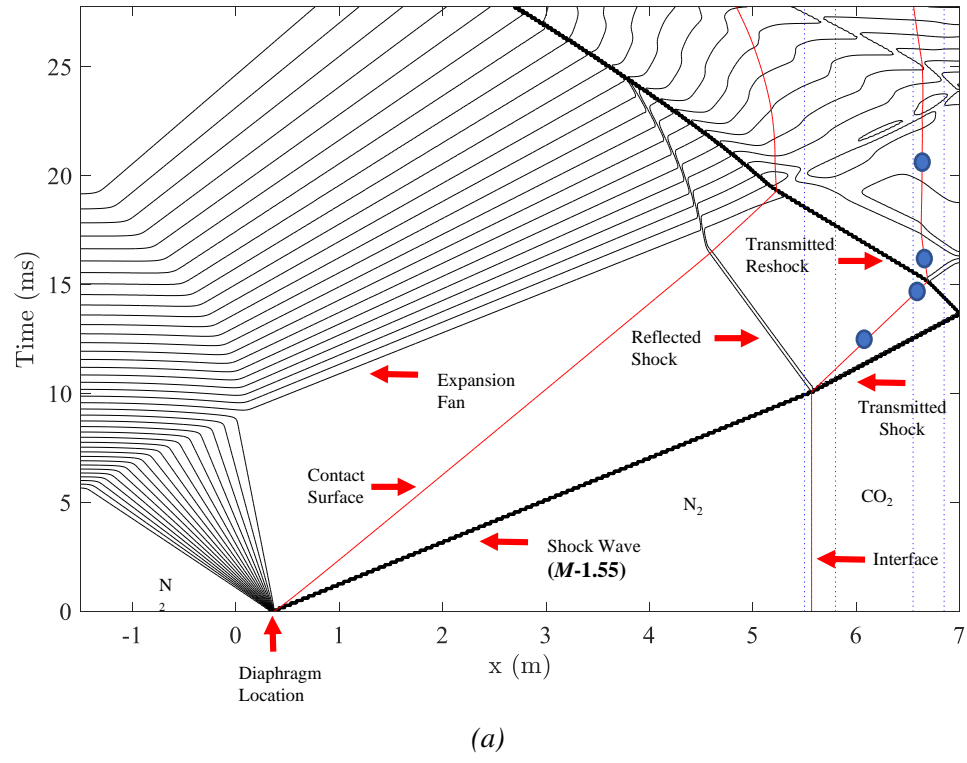 25
20
15
10
5
0
Time (ms)
Transmitted
Reshock
Reflected
Shock
Expansion
Fan
Transmitted
Shock
Contact
Surface
N2
CO2
Shock Wave
(M-1.55)
Interface
N
2
-1
0
1
2
3
4
5
6
7
x (m)
Diaphragm
Location
(a)